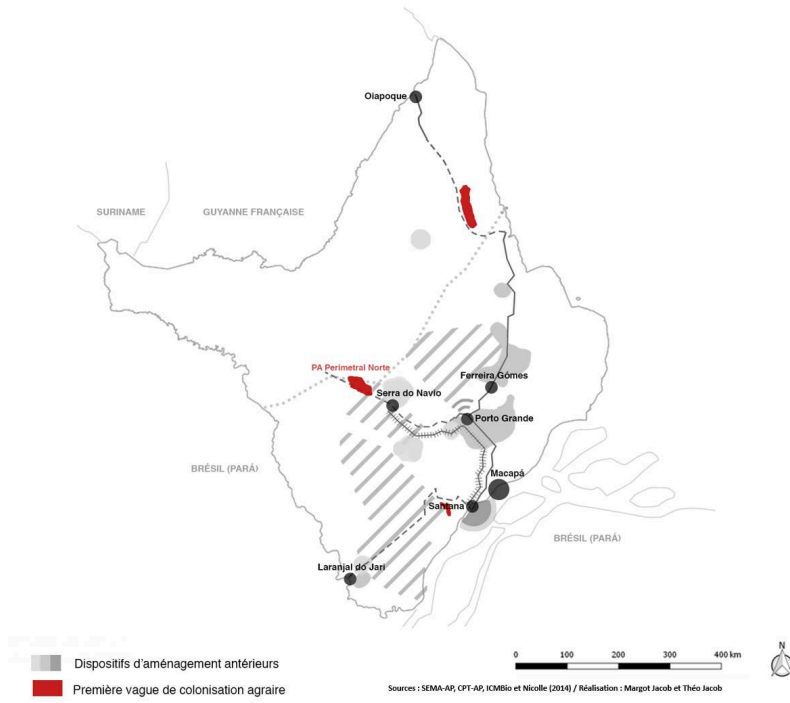 Oiapoque
SURINAME
GUYANNE FRANÇAISE
PA Perimetral Norte
Serra do Navio
Ferreira Gómes
Porto Grande
BRÉSIL (PARÁ)
Macapá
Santana
BRÉSIL (PARÁ)
Laranjal do Jari
Dispositifs d'aménagement antérieurs
Première vague de colonisation agraire
0 100 200 300 400 km
N
Sources : SEMA-AP, CPT-AP, ICMBio et Nicolle (2014) / Réalisation : Margot Jacob et Théo Jacob